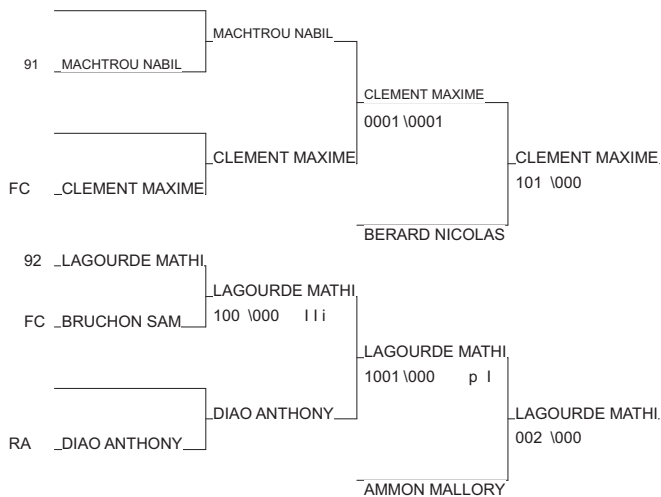 MACHTROU NABIL
91 MACHTROU NABIL
CLEMENT MAXIME
0001 \0001
CLEMENT MAXIME
CLEMENT MAXIME
101 \000
FC CLEMENT MAXIME
BERARD NICOLAS
92 LAGOURDE MATHI
LAGOURDE MATHI
100 \000 l l i
FC BRUCHON SAM
LAGOURDE MATHI
1001 \000 p l
DIAO ANTHONY
LAGOURDE MATHI
002 \000
RA DIAO ANTHONY
AMMON MALLORY